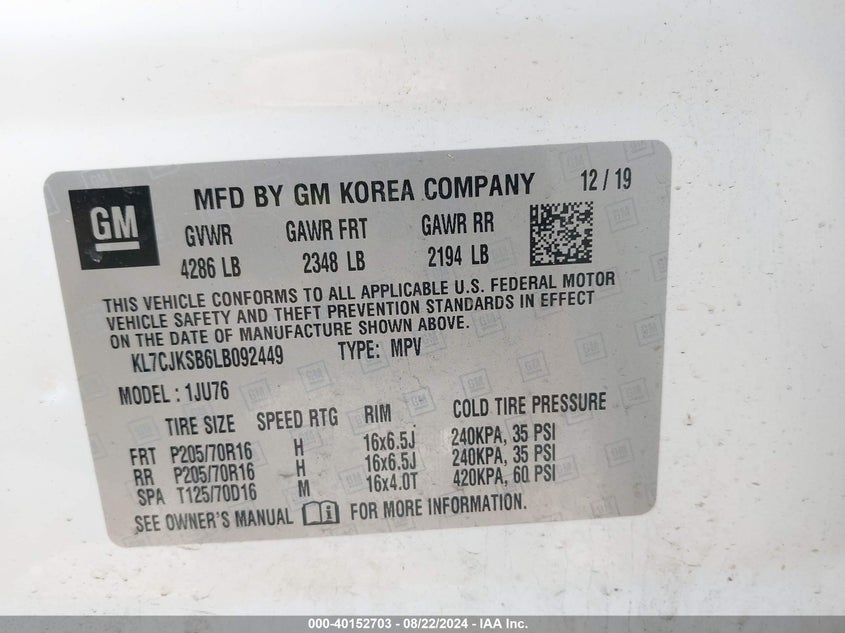 GM
MFD BY GM KOREA COMPANY 12 / 19
GVWR GAWR FRT GAWR RR
4286 LB 2348 LB 2194 LB
THIS VEHICLE CONFORMS TO ALL APPLICABLE U.S. FEDERAL MOTOR
VEHICLE SAFETY AND THEFT PREVENTION STANDARDS IN EFFECT
ON THE DATE OF MANUFACTURE SHOWN ABOVE.
KL7CJKSB6LB092449 TYPE: MPV
MODEL : 1JU76
TIRE SIZE SPEED RTG RIM COLD TIRE PRESSURE
FRT P205/70R16 H 16x6.5J 240KPA, 35 PSI
RR P205/70R16 H 16x6.5J 240KPA, 35 PSI
SPA T125/70D16 M 16x4.0T 420KPA, 60 PSI
SEE OWNER'S MANUAL FOR MORE INFORMATION.
000-40152703 - 08/22/2024 - IAA Inc.